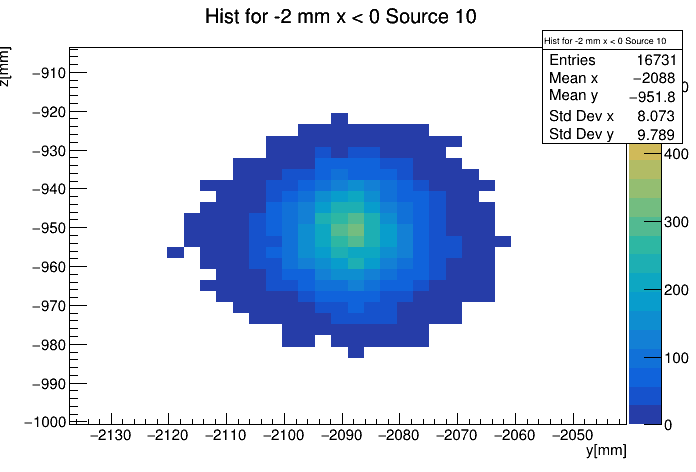 Hist for -2 mm x < 0 Source 10
Hist for -2 mm x < 0 Source 10
Entries 16731
Mean x −2088
Mean y −951.8
Std Dev x 8.073
Std Dev y 9.789
z[mm]
−910
−920
−930
−940
−950
−960
−970
−980
−990
−1000
−2130 −2120 −2110 −2100 −2090 −2080 −2070 −2060 −2050
y[mm]
400
300
200
100
0